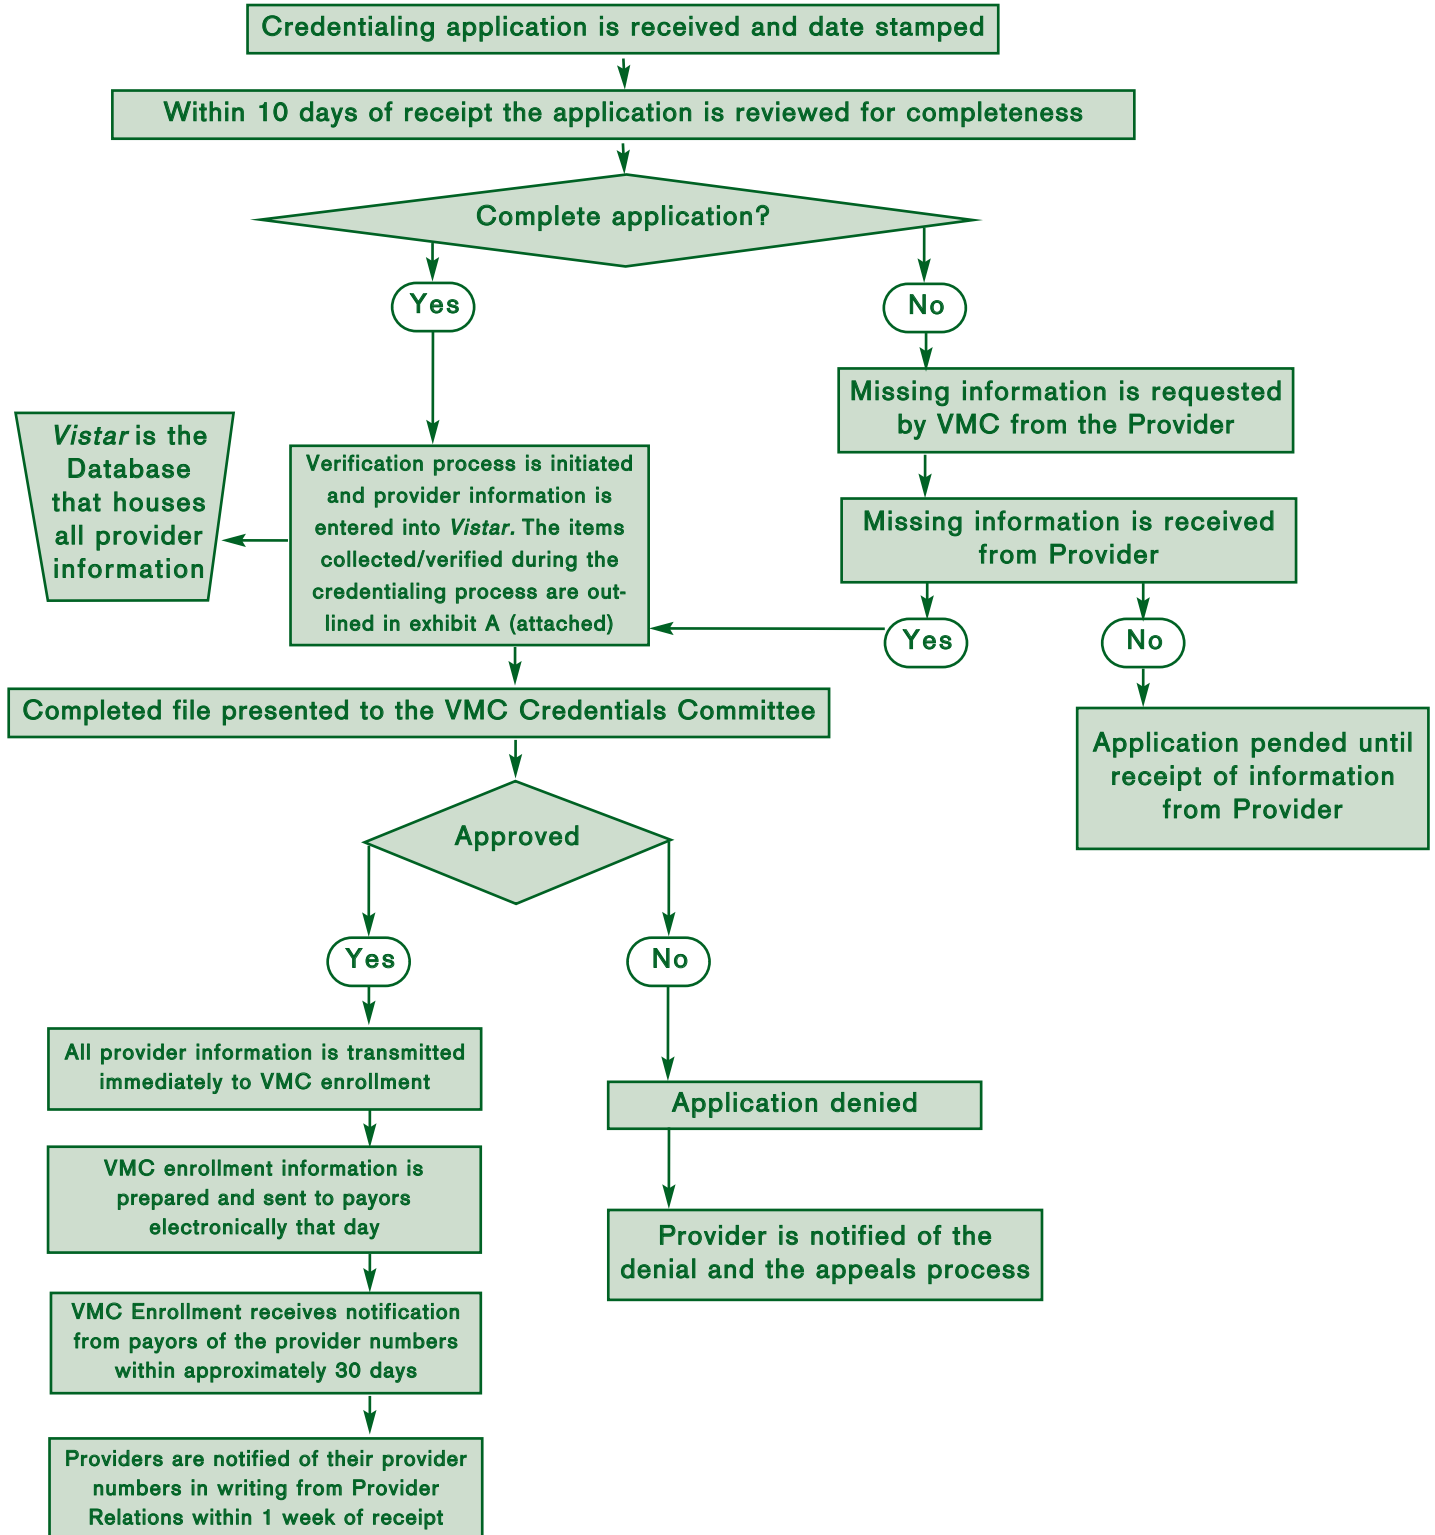 Credentialing application is received and date stamped
Within 10 days of receipt the application is reviewed for completeness
Complete application?
Yes
No
Missing information is requested
by VMC from the Provider
Vistar is the
Database
that houses
all provider
information
Verification process is initiated
and provider information is
entered into Vistar. The items
collected/verified during the
credentialing process are out-
lined in exhibit A (attached)
Missing information is received
from Provider
Yes
No
Completed file presented to the VMC Credentials Committee
Application pended until
receipt of information
from Provider
Approved
Yes
No
All provider information is transmitted
immediately to VMC enrollment
Application denied
VMC enrollment information is
prepared and sent to payors
electronically that day
Provider is notified of the
denial and the appeals process
VMC Enrollment receives notification
from payors of the provider numbers
within approximately 30 days
Providers are notified of their provider
numbers in writing from Provider
Relations within 1 week of receipt